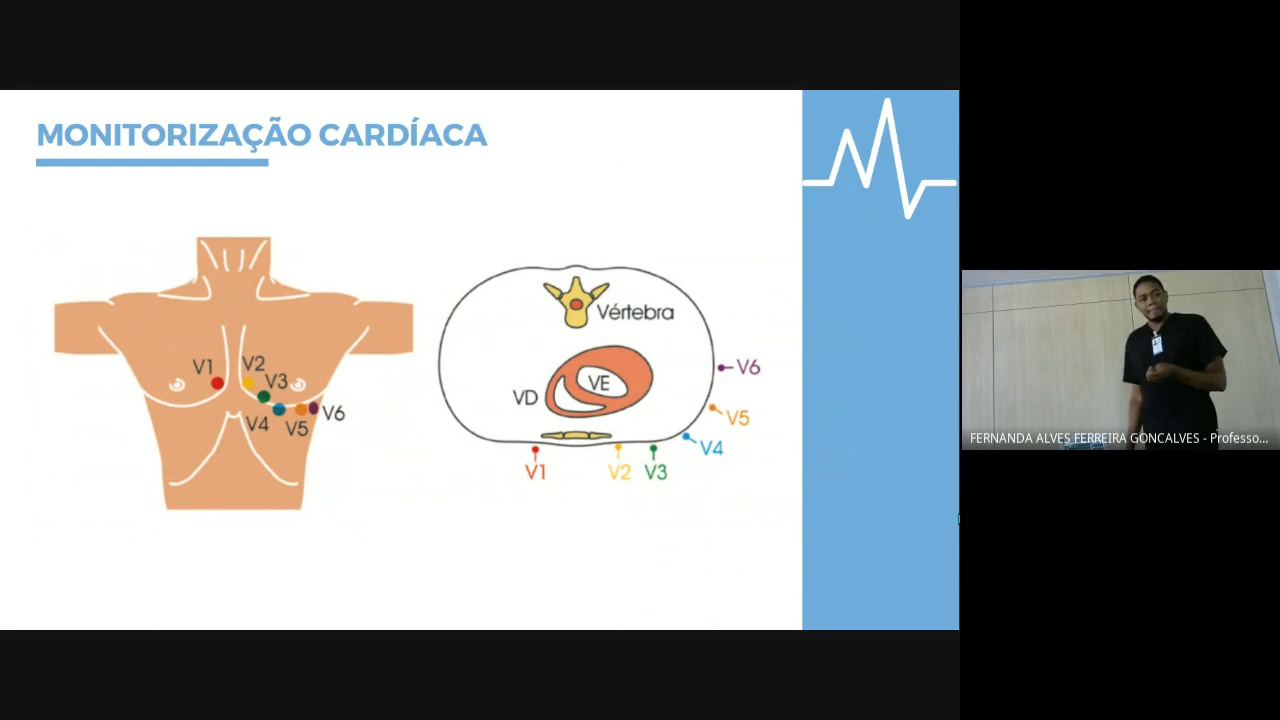 MONITORIZAÇÃO CARDÍACA
V1
V2
V3
V4
V5
V6
Vértebra
VE
VD
V6
V5
V4
V1
V2
V3
FERNANDA ALVES FERREIRA GONCALVES - Professo...